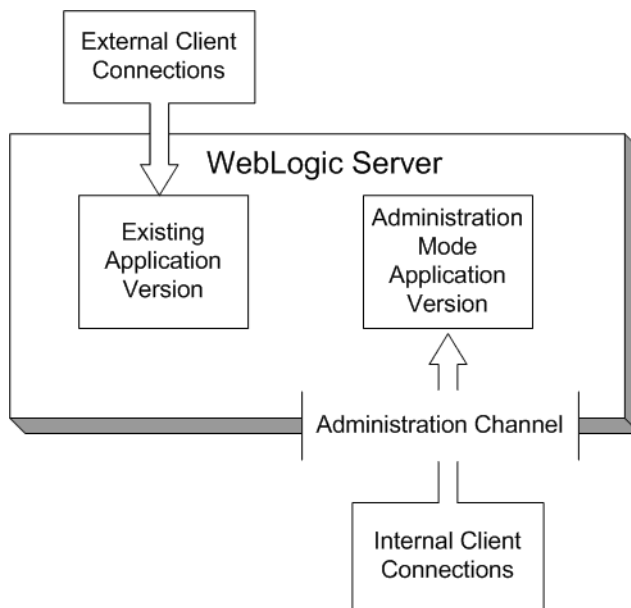 External Client
Connections
WebLogic Server
Existing
Application
Version
Administration
Mode
Application
Version
Administration Channel
Internal Client
Connections